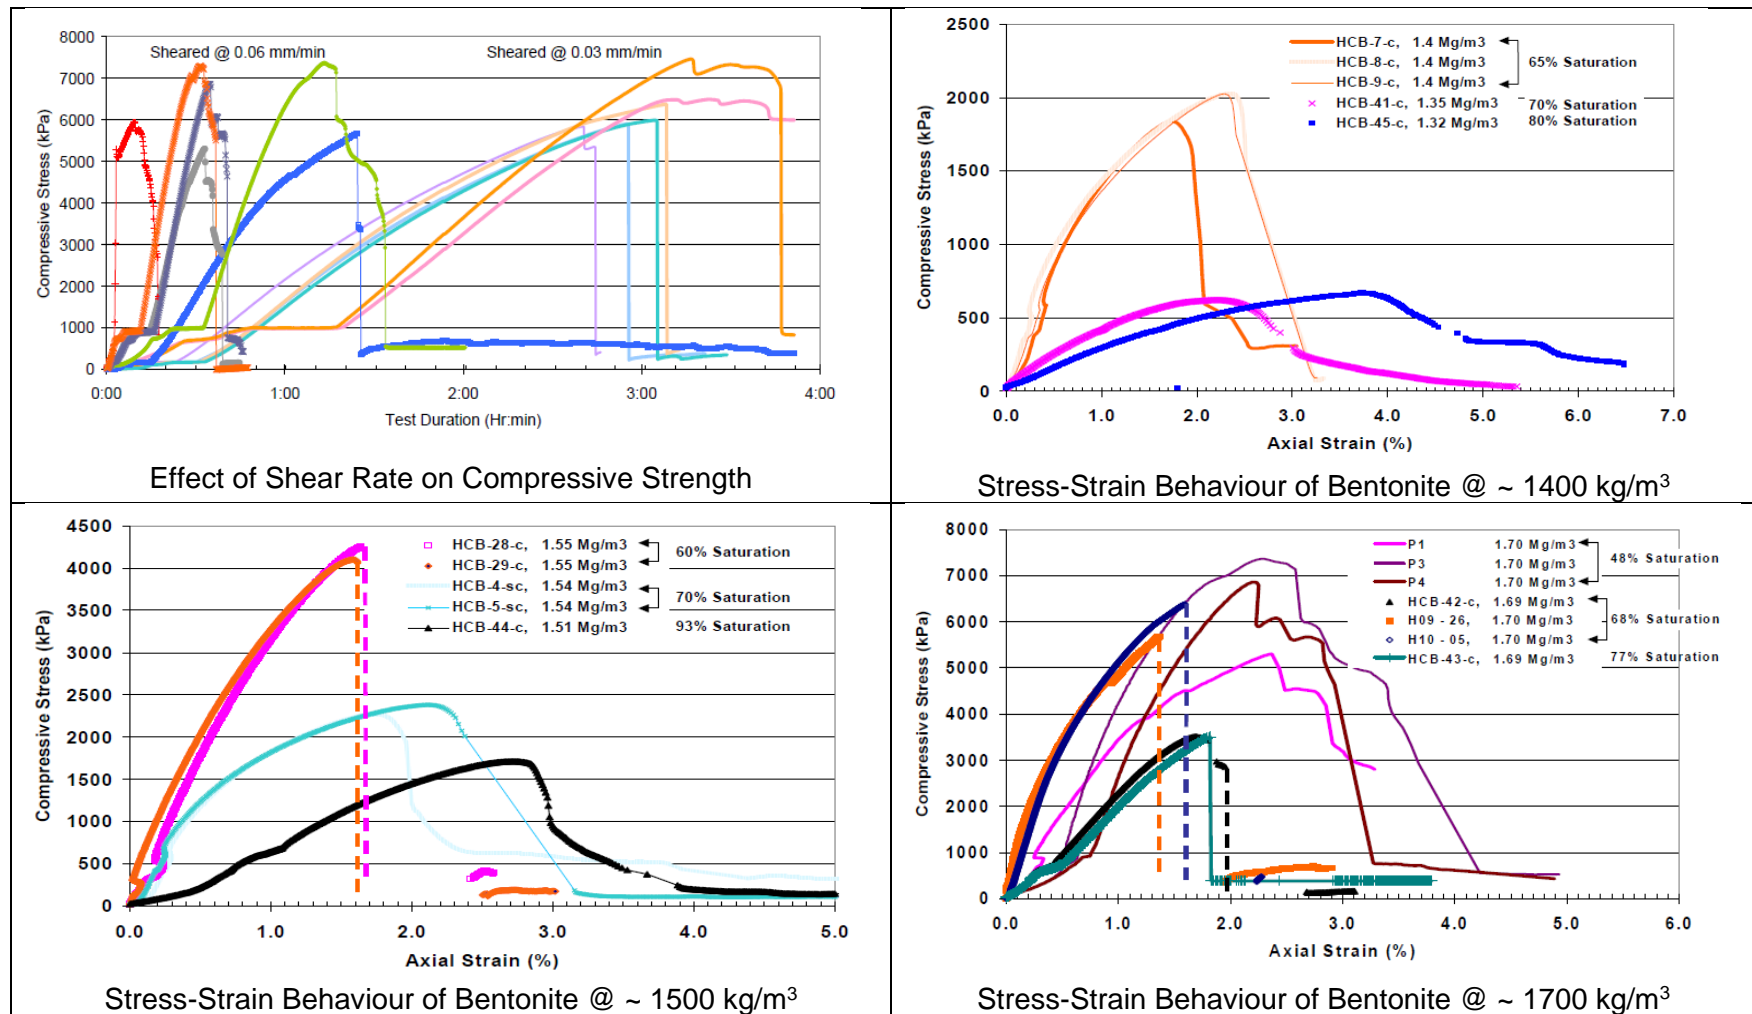 Sheared @ 0.06 mm/min Sheared @ 0.03 mm/min
8000
7000
6000
5000
4000
3000
2000
1000
0
Compressive Stress (kPa)
0:00 1:00 2:00 3:00 4:00
Test Duration (Hr:min)
Effect of Shear Rate on Compressive Strength
2500
2000
1500
1000
500
0
Compressive Stress (kPa)
HCB-7-c, 1.4 Mg/m3
HCB-8-c, 1.4 Mg/m3
HCB-9-c, 1.4 Mg/m3
65% Saturation
HCB-41-c, 1.35 Mg/m3 70% Saturation
HCB-45-c, 1.32 Mg/m3 80% Saturation
0.0 1.0 2.0 3.0 4.0 5.0 6.0 7.0
Axial Strain (%)
Stress-Strain Behaviour of Bentonite @ ~ 1400 kg/m³
4500
4000
3500
3000
2500
2000
1500
1000
500
0
Compressive Stress (kPa)
HCB-28-c, 1.55 Mg/m3
HCB-29-c, 1.55 Mg/m3
60% Saturation
HCB-4-sc, 1.54 Mg/m3
HCB-5-sc, 1.54 Mg/m3
70% Saturation
HCB-44-c, 1.51 Mg/m3 93% Saturation
0.0 1.0 2.0 3.0 4.0 5.0
Axial Strain (%)
Stress-Strain Behaviour of Bentonite @ ~ 1500 kg/m³
8000
7000
6000
5000
4000
3000
2000
1000
0
Compressive Stress (kPa)
P1 1.70 Mg/m3
P3 1.70 Mg/m3
P4 1.70 Mg/m3
48% Saturation
HCB-42-c, 1.69 Mg/m3
H09 - 26, 1.70 Mg/m3
H10 - 05, 1.70 Mg/m3
68% Saturation
HCB-43-c, 1.69 Mg/m3 77% Saturation
0.0 1.0 2.0 3.0 4.0 5.0 6.0
Axial Strain (%)
Stress-Strain Behaviour of Bentonite @ ~ 1700 kg/m³